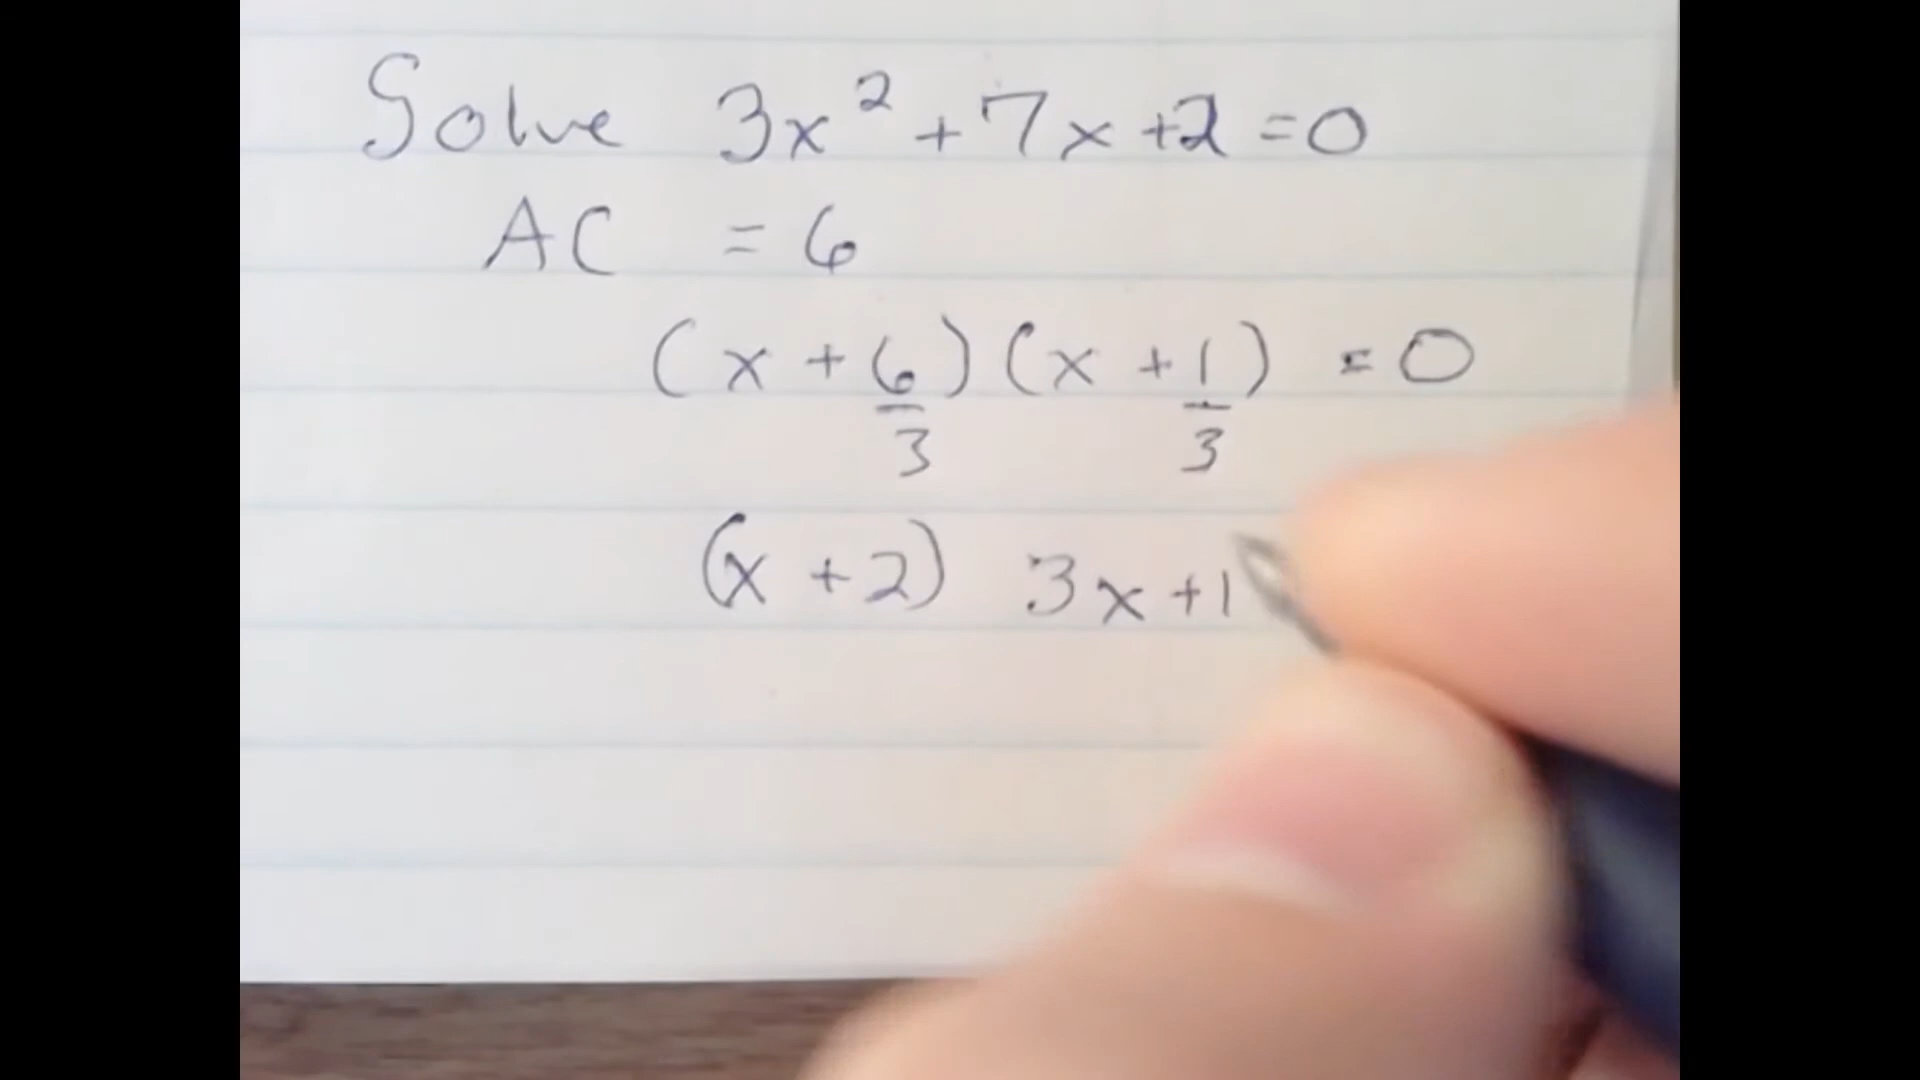 Solve 3x² + 7x + 2 = 0
AC = 6
(x + 6/3)(x + 1/3) = 0
(x + 2) 3x + 1